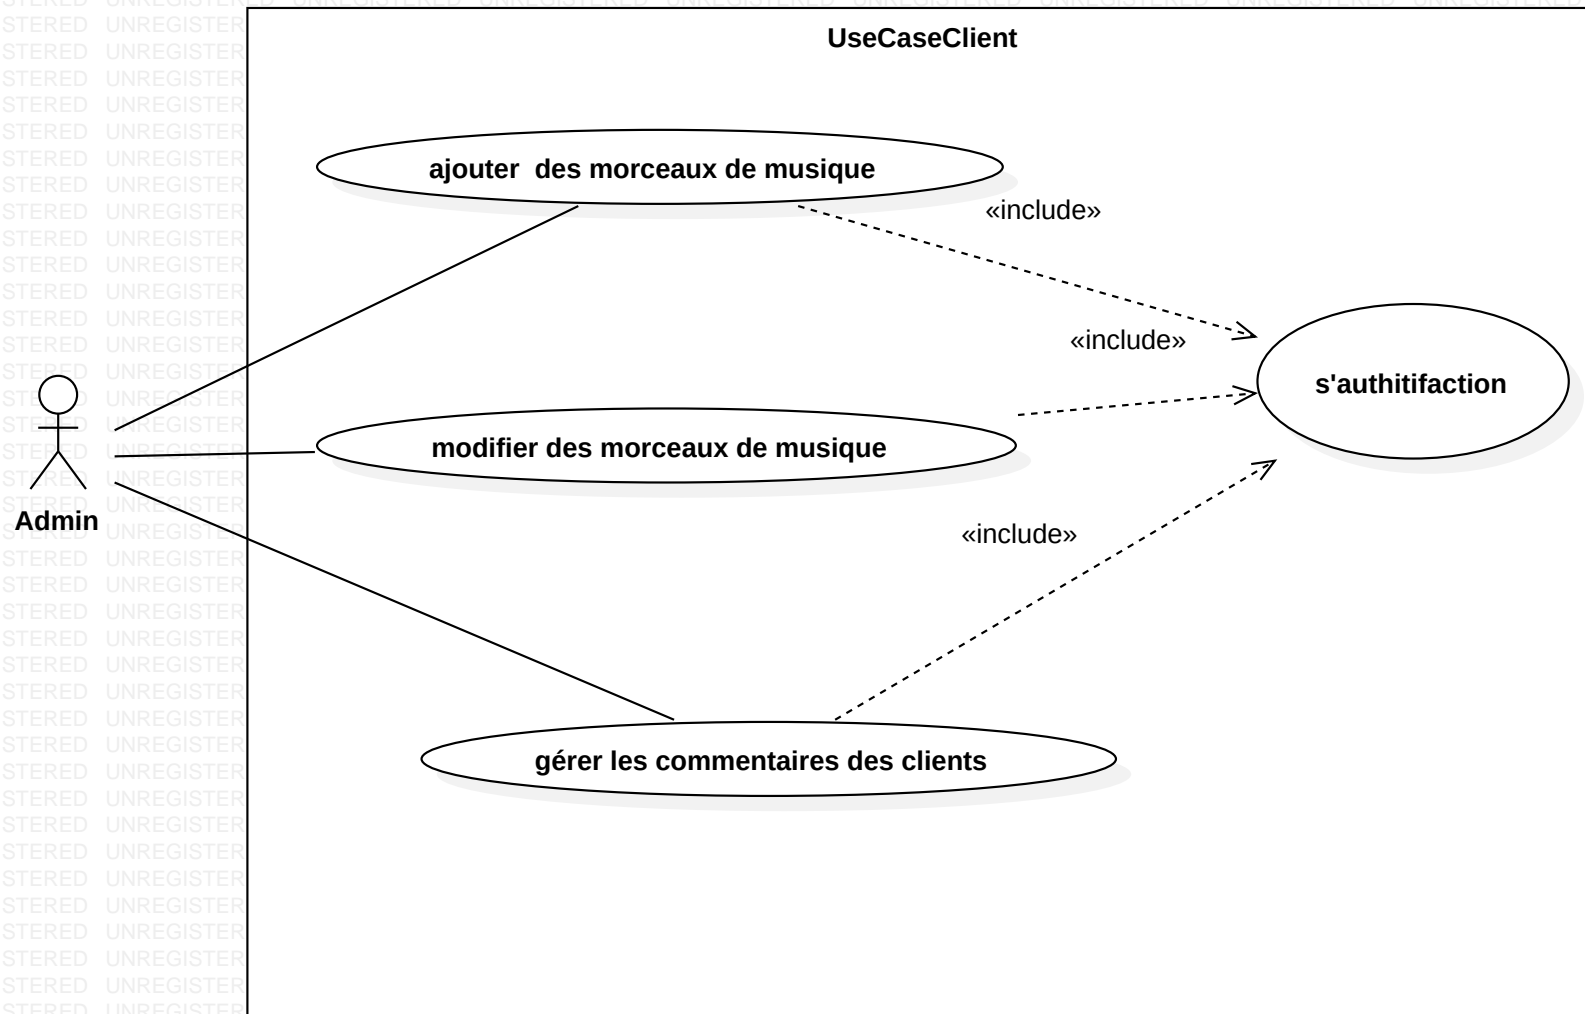 UseCaseClient
ajouter  des morceaux de musique
«include»
«include»
s'authitifaction
modifier des morceaux de musique
Admin
«include»
gérer les commentaires des clients